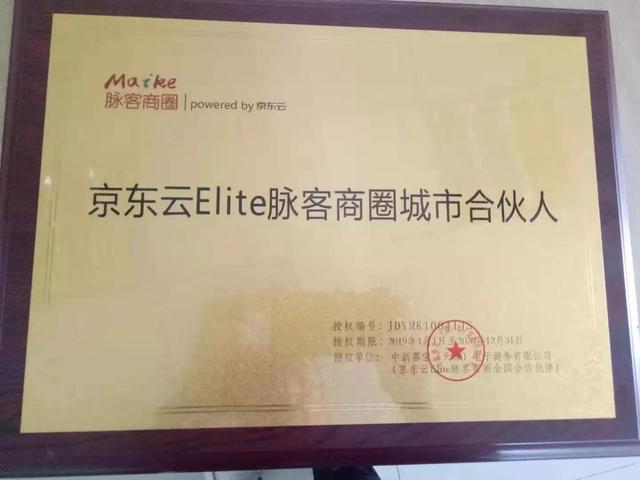 Maike
脉客商圈 powered by 京东云
京东云Elite脉客商圈城市合伙人
授权编号：JDYMK100
授权期限：2019年1月1日至2020年12月31日
授权单位：中新 电子商务有限公司
（京东云Elite脉客商圈全国合作伙伴）